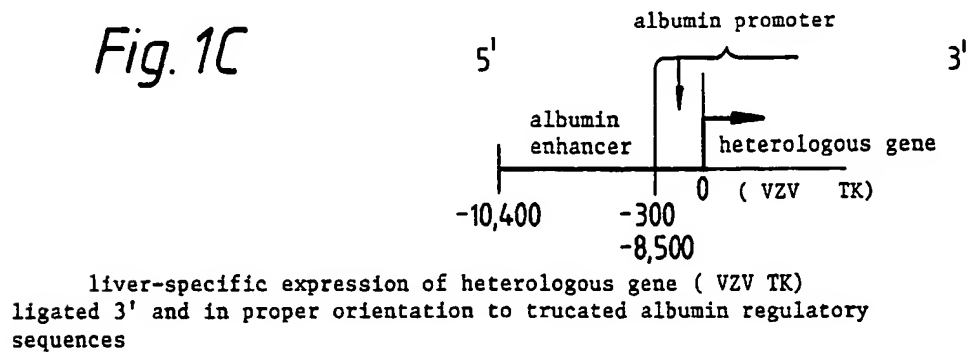 Fig. 1C
albumin promoter
5'
3'
albumin
enhancer
heterologous gene
0 ( VZV TK)
-10,400
-300
-8,500
liver-specific expression of heterologous gene ( VZV TK)
ligated 3' and in proper orientation to trucated albumin regulatory
sequences